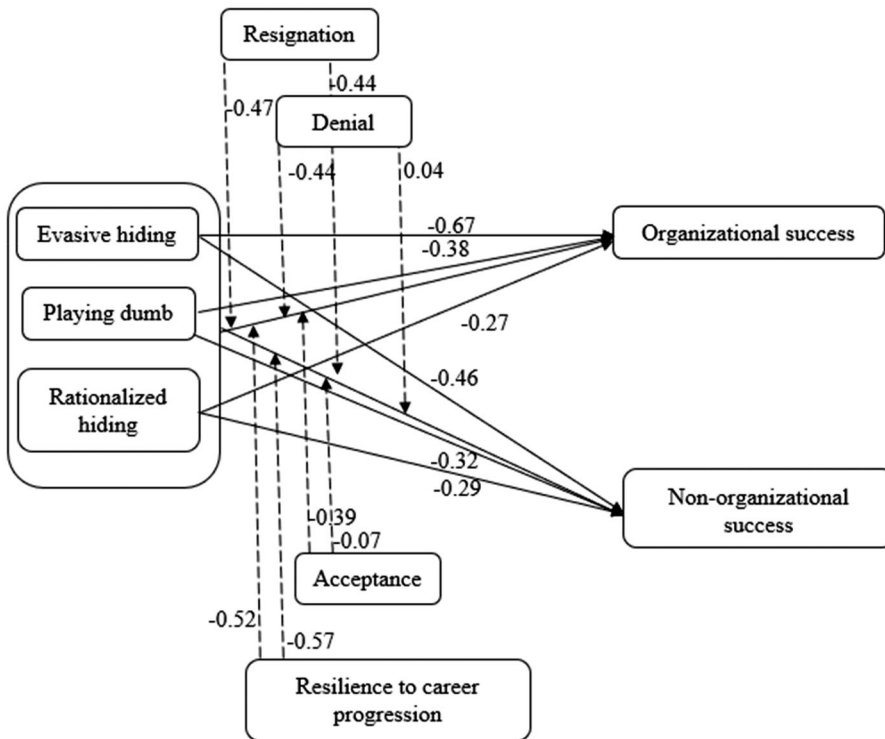 Resignation
-0.44
-0.47
Denial
-0.44
0.04
Evasive hiding
-0.67
Organizational success
-0.38
Playing dumb
-0.27
Rationalized
hiding
-0.46
-0.32
-0.29
Non-organizational
success
-0.39
-0.07
Acceptance
-0.52
-0.57
Resilience to career
progression